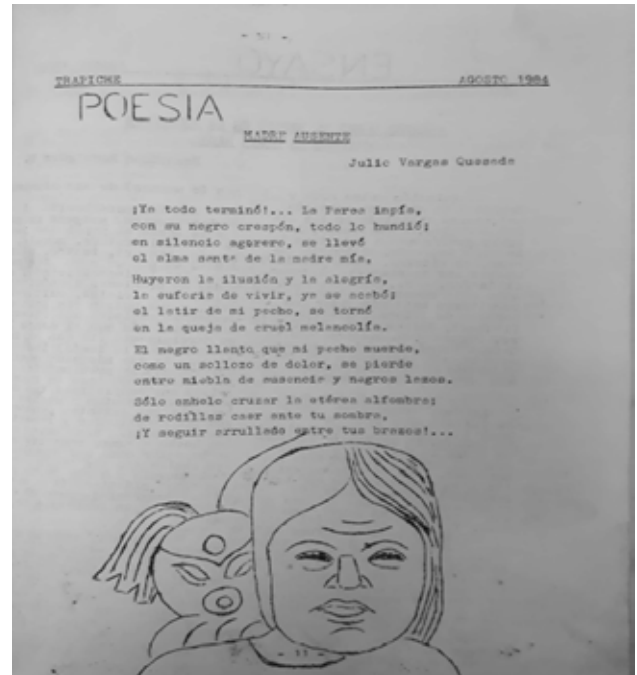 TRAPICHE AGOSTO 1984
POESIA
MADRE AUSENTE
Julio Vargas Quesada
¡Ya todo terminó!... La Parca impía,
con su negro crespón, todo lo hundió;
en silencio agorero, se llevó
el alma santa de la madre mía.
Huyeron la ilusión y la alegría,
la euforia de vivir, ya se acabó;
el latir de mi pecho, se tornó
en la queja de cruel melancolía.
El negro llanto que mi pecho muerde,
como un sollozo de dolor, se pierde
entre niebla de ausencia y negros lazos.
Sólo anhelo cruzar la etérea alfombra;
de rodillas caer ante tu sombra,
¡Y seguir arrullado entre tus brazos!...